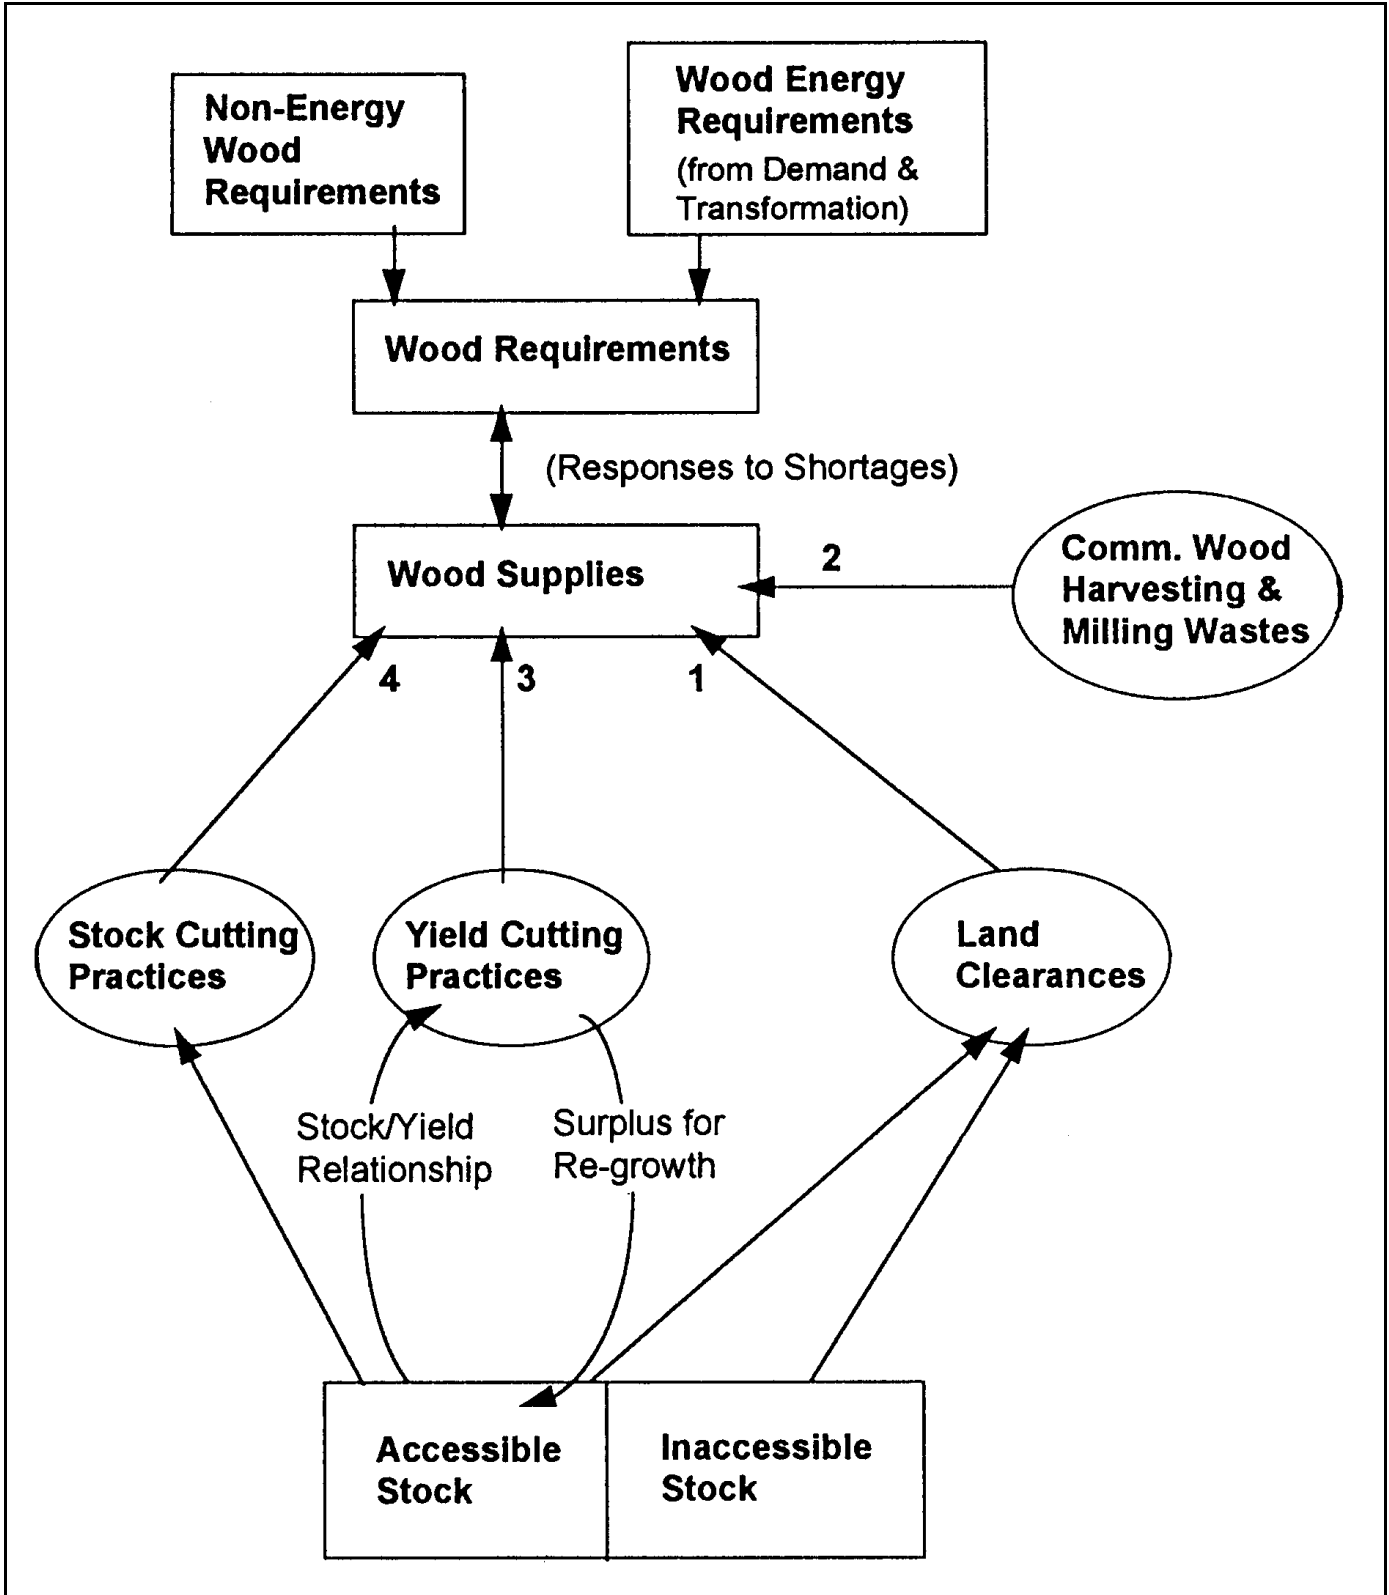 Non-Energy
Wood
Requirements
Wood Energy
Requirements
(from Demand &
Transformation)
Wood Requirements
(Responses to Shortages)
Wood Supplies
2
Comm. Wood
Harvesting &
Milling Wastes
4
3
1
Stock Cutting
Practices
Yield Cutting
Practices
Land
Clearances
Stock/Yield
Relationship
Surplus for
Re-growth
Accessible
Stock
Inaccessible
Stock